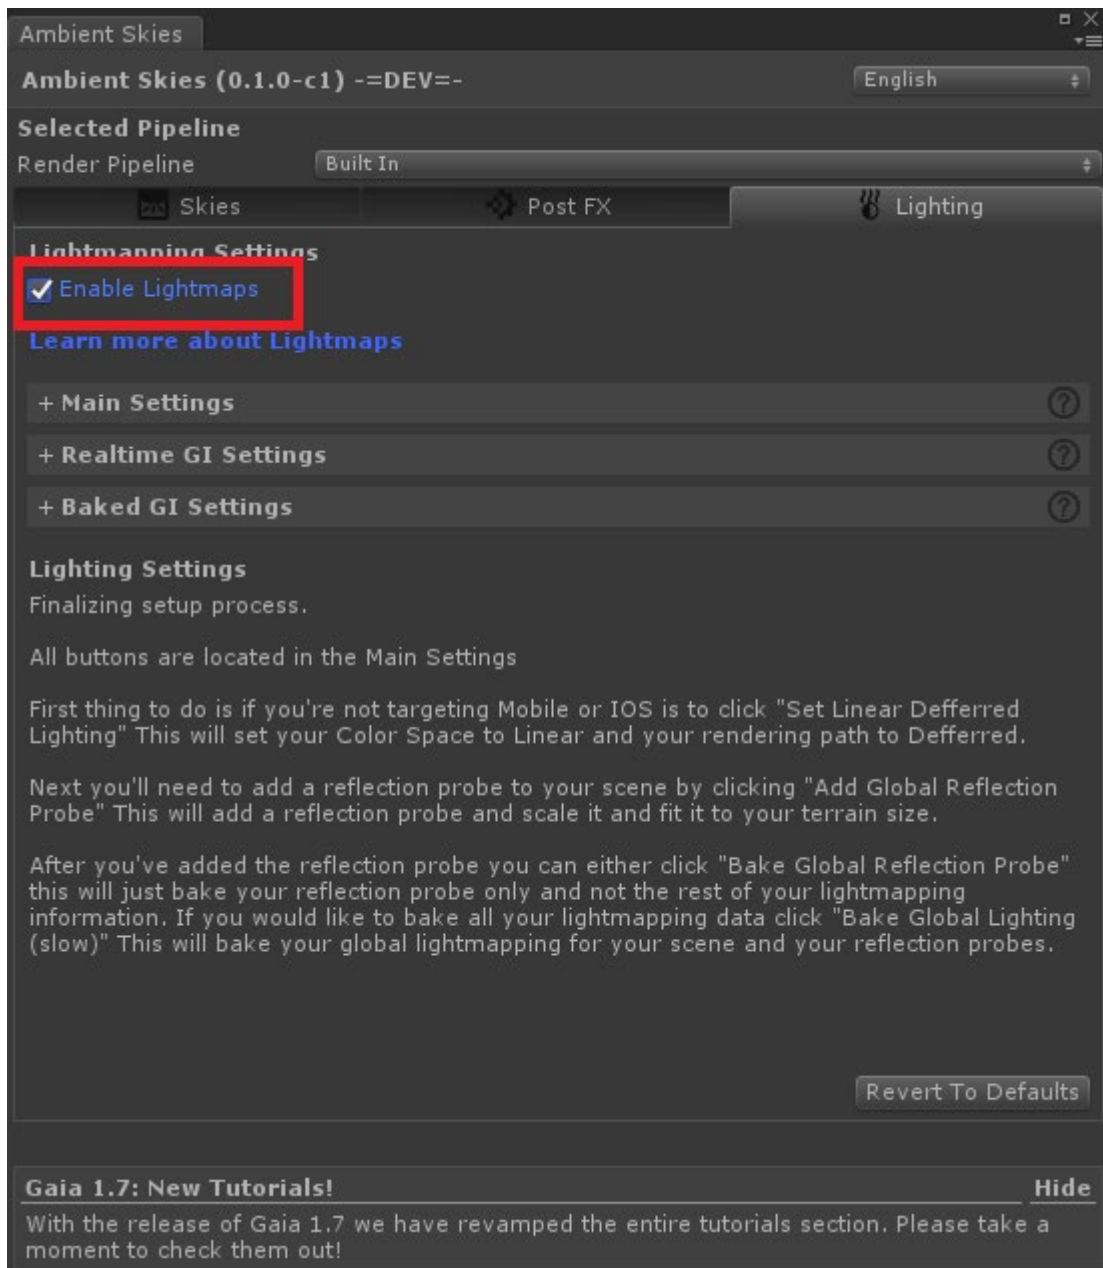 Ambient Skies
Ambient Skies (0.1.0-c1) -=DEV=-
English
Selected Pipeline
Render Pipeline
Built In
Skies
Post FX
Lighting
Lightmapping Settings
Enable Lightmaps
Learn more about Lightmaps
+ Main Settings
?
+ Realtime GI Settings
?
+ Baked GI Settings
?
Lighting Settings
Finalizing setup process.
All buttons are located in the Main Settings
First thing to do is if you're not targeting Mobile or IOS is to click "Set Linear Defferred
Lighting" This will set your Color Space to Linear and your rendering path to Defferred.
Next you'll need to add a reflection probe to your scene by clicking "Add Global Reflection
Probe" This will add a reflection probe and scale it and fit it to your terrain size.
After you've added the reflection probe you can either click "Bake Global Reflection Probe"
this will just bake your reflection probe only and not the rest of your lightmapping
information. If you would like to bake all your lightmapping data click "Bake Global Lighting
(slow)" This will bake your global lightmapping for your scene and your reflection probes.
Revert To Defaults
Gaia 1.7: New Tutorials!
Hide
With the release of Gaia 1.7 we have revamped the entire tutorials section. Please take a
moment to check them out!